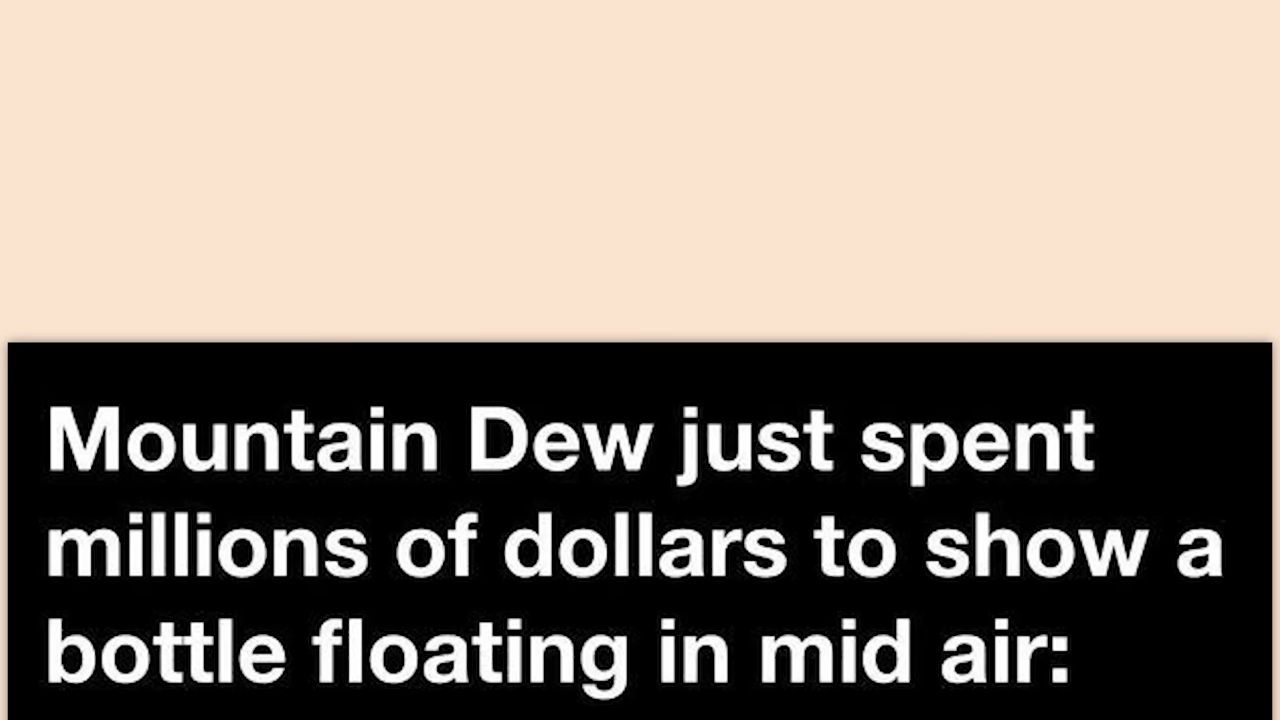 Mountain Dew just spent
millions of dollars to show a
bottle floating in mid air: